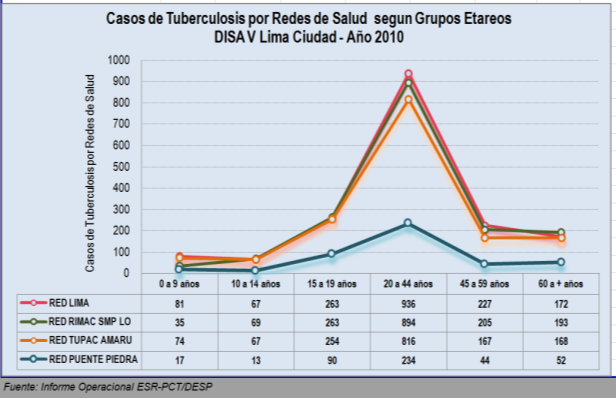 Casos de Tuberculosis por Redes de Salud segun Grupos Etareos
DISA V Lima Ciudad - Año 2010
Casos de Tuberculosis por Redes de Salud
1000
900
800
700
600
500
400
300
200
100
0
0 a 9 años 10 a 14 años 15 a 19 años 20 a 44 años 45 a 59 años 60 a + años
RED LIMA 81 67 263 936 227 172
RED RIMAC SMP LO 35 69 263 894 205 193
RED TUPAC AMARU 74 67 254 816 167 168
RED PUENTE PIEDRA 17 13 90 234 44 52
Fuente: Informe Operacional ESR-PCT/DESP